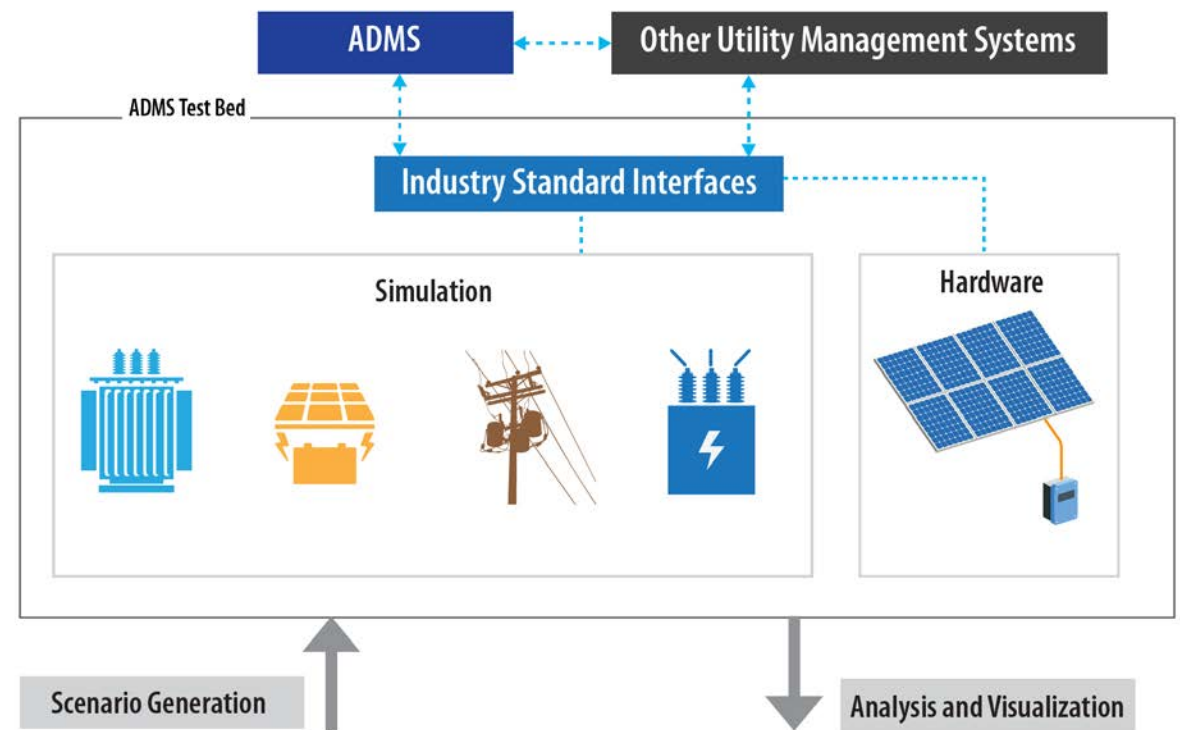 ADMS
Other Utility Management Systems
ADMS Test Bed
Industry Standard Interfaces
Simulation
Hardware
Scenario Generation
Analysis and Visualization